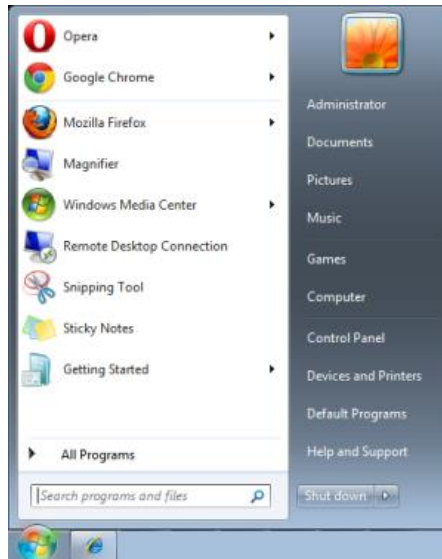 Opera
Google Chrome
Mozilla Firefox
Magnifier
Windows Media Center
Remote Desktop Connection
Snipping Tool
Sticky Notes
Getting Started
All Programs
Search programs and files
Administrator
Documents
Pictures
Music
Games
Computer
Control Panel
Devices and Printers
Default Programs
Help and Support
Shut down